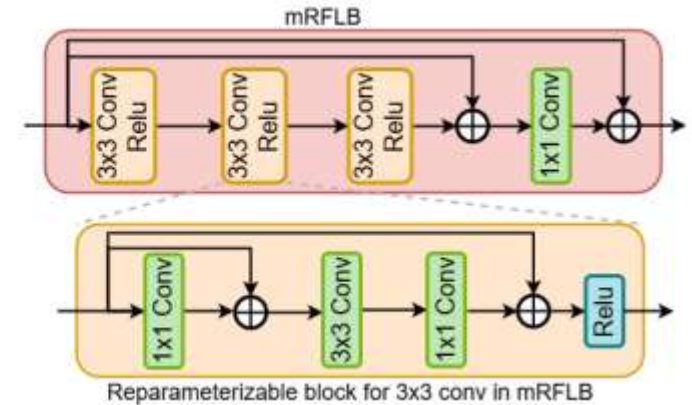 mRFLB
3x3 Conv
Relu
3x3 Conv
Relu
3x3 Conv
Relu
1x1 Conv
1x1 Conv
3x3 Conv
1x1 Conv
Relu
Reparameterizable block for 3x3 conv in mRFLB